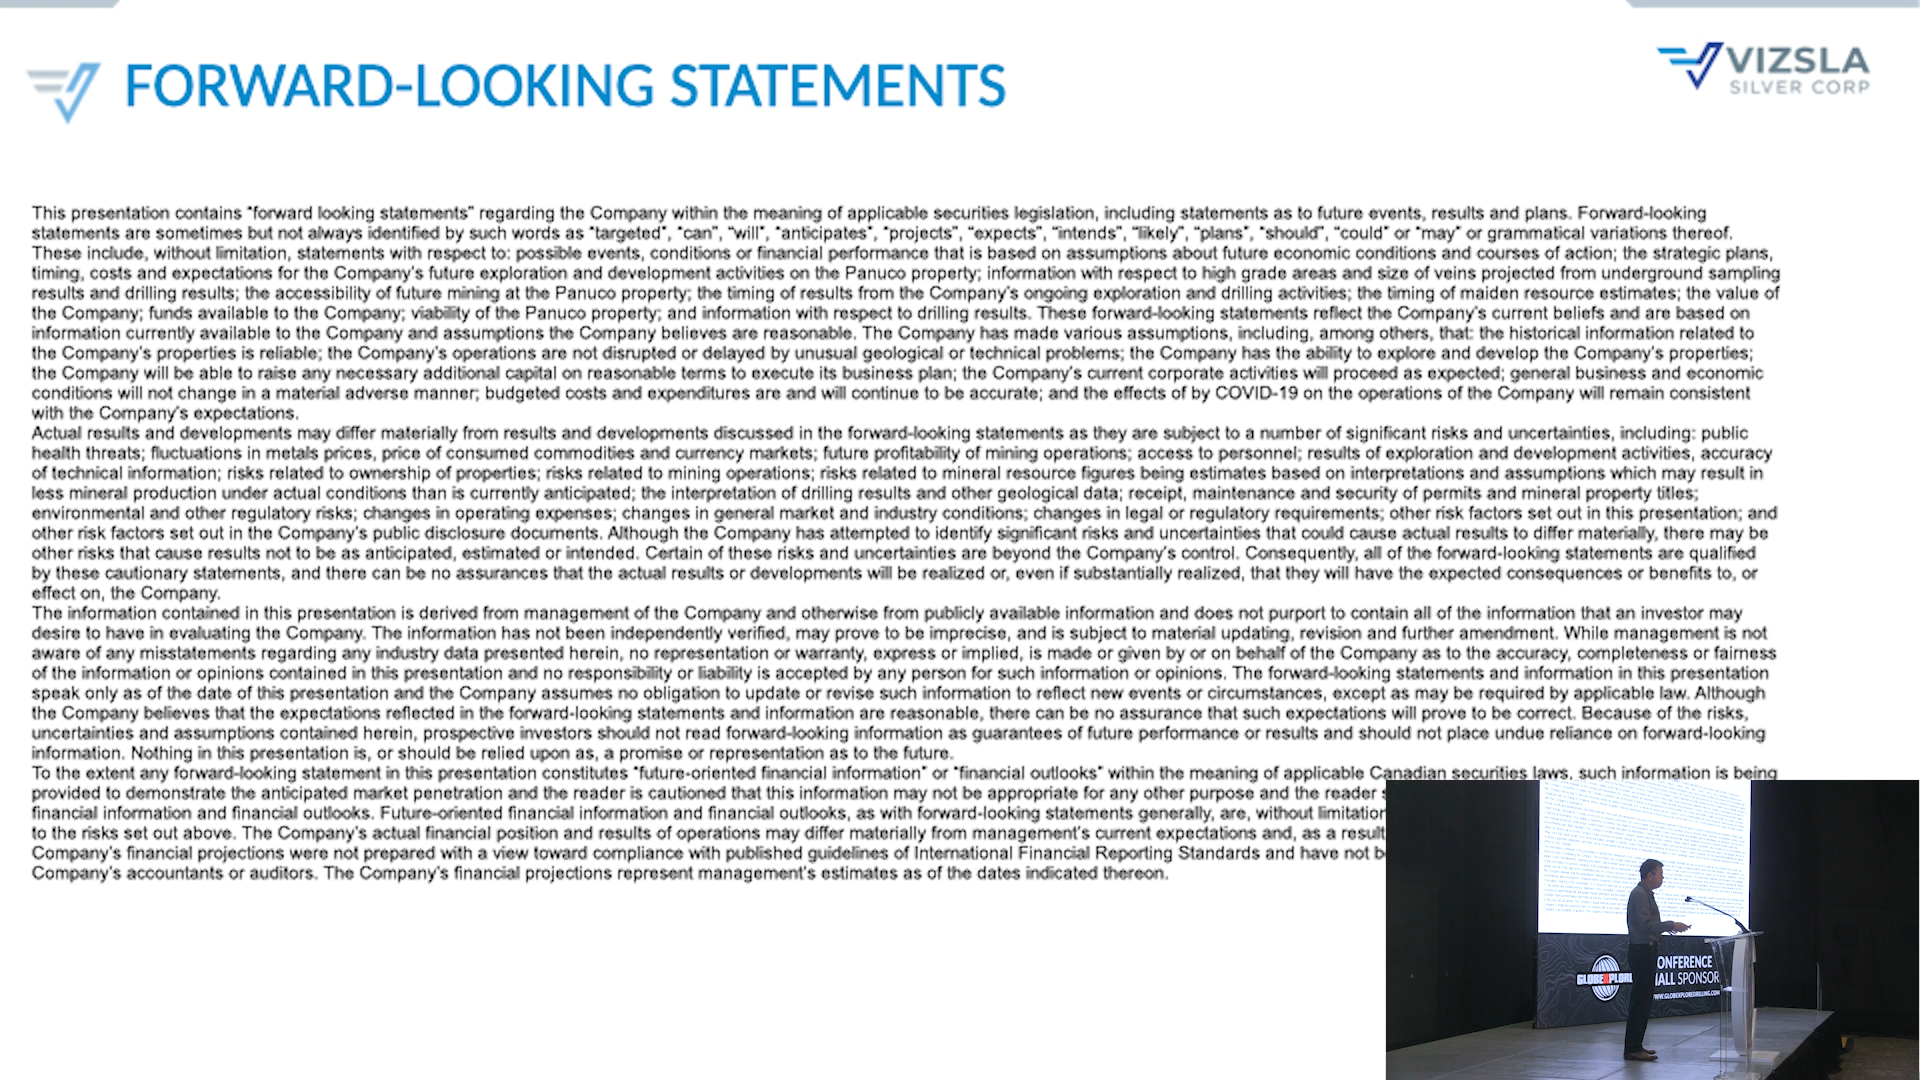 FORWARD-LOOKING STATEMENTS
VIZSLA
SILVER CORP
This presentation contains "forward looking statements" regarding the Company within the meaning of applicable securities legislation, including statements as to future events, results and plans. Forward-looking
statements are sometimes but not always identified by such words as "targeted", "can", "will", "anticipates", "projects", "expects", "intends", "likely", "plans", "should", "could" or "may" or grammatical variations thereof.
These include, without limitation, statements with respect to: possible events, conditions or financial performance that is based on assumptions about future economic conditions and courses of action; the strategic plans,
timing, costs and expectations for the Company's future exploration and development activities on the Panuco property; information with respect to high grade areas and size of veins projected from underground sampling
results and drilling results; the accessibility of future mining at the Panuco property; the timing of results from the Company's ongoing exploration and drilling activities; the timing of maiden resource estimates; the value of
the Company; funds available to the Company; viability of the Panuco property; and information with respect to drilling results. These forward-looking statements reflect the Company's current beliefs and are based on
information currently available to the Company and assumptions the Company believes are reasonable. The Company has made various assumptions, including, among others, that: the historical information related to
the Company's properties is reliable; the Company's operations are not disrupted or delayed by unusual geological or technical problems; the Company has the ability to explore and develop the Company's properties;
the Company will be able to raise any necessary additional capital on reasonable terms to execute its business plan; the Company's current corporate activities will proceed as expected; general business and economic
conditions will not change in a material adverse manner; budgeted costs and expenditures are and will continue to be accurate; and the effects of by COVID-19 on the operations of the Company will remain consistent
with the Company's expectations.
Actual results and developments may differ materially from results and developments discussed in the forward-looking statements as they are subject to a number of significant risks and uncertainties, including: public
health threats; fluctuations in metals prices, price of consumed commodities and currency markets; future profitability of mining operations; access to personnel; results of exploration and development activities, accuracy
of technical information; risks related to ownership of properties; risks related to mining operations; risks related to mineral resource figures being estimates based on interpretations and assumptions which may result in
less mineral production under actual conditions than is currently anticipated; the interpretation of drilling results and other geological data; receipt, maintenance and security of permits and mineral property titles;
environmental and other regulatory risks; changes in operating expenses; changes in general market and industry conditions; changes in legal or regulatory requirements; other risk factors set out in this presentation; and
other risk factors set out in the Company's public disclosure documents. Although the Company has attempted to identify significant risks and uncertainties that could cause actual results to differ materially, there may be
other risks that cause results not to be as anticipated, estimated or intended. Certain of these risks and uncertainties are beyond the Company's control. Consequently, all of the forward-looking statements are qualified
by these cautionary statements, and there can be no assurances that the actual results or developments will be realized or, even if substantially realized, that they will have the expected consequences or benefits to, or
effect on, the Company.
The information contained in this presentation is derived from management of the Company and otherwise from publicly available information and does not purport to contain all of the information that an investor may
desire to have in evaluating the Company. The information has not been independently verified, may prove to be imprecise, and is subject to material updating, revision and further amendment. While management is not
aware of any misstatements regarding any industry data presented herein, no representation or warranty, express or implied, is made or given by or on behalf of the Company as to the accuracy, completeness or fairness
of the information or opinions contained in this presentation and no responsibility or liability is accepted by any person for such information or opinions. The forward-looking statements and information in this presentation
speak only as of the date of this presentation and the Company assumes no obligation to update or revise such information to reflect new events or circumstances, except as may be required by applicable law. Although
the Company believes that the expectations reflected in the forward-looking statements and information are reasonable, there can be no assurance that such expectations will prove to be correct. Because of the risks,
uncertainties and assumptions contained herein, prospective investors should not read forward-looking information as guarantees of future performance or results and should not place undue reliance on forward-looking
information. Nothing in this presentation is, or should be relied upon as, a promise or representation as to the future.
To the extent any forward-looking statement in this presentation constitutes "future-oriented financial information" or "financial outlooks" within the meaning of applicable Canadian securities laws, such information is being
provided to demonstrate the anticipated market penetration and the reader is cautioned that this information may not be appropriate for any other purpose and the reader
financial information and financial outlooks. Future-oriented financial information and financial outlooks, as with forward-looking statements generally, are, without limitation
to the risks set out above. The Company's actual financial position and results of operations may differ materially from management's current expectations and, as a result
Company's financial projections were not prepared with a view toward compliance with published guidelines of International Financial Reporting Standards and have not
Company's accountants or auditors. The Company's financial projections represent management's estimates as of the dates indicated thereon.
GLOBEXPLOR
ONFERENCE
ALL SPONSOR
WWW.GLOBEXPLOREDRILLING.COM